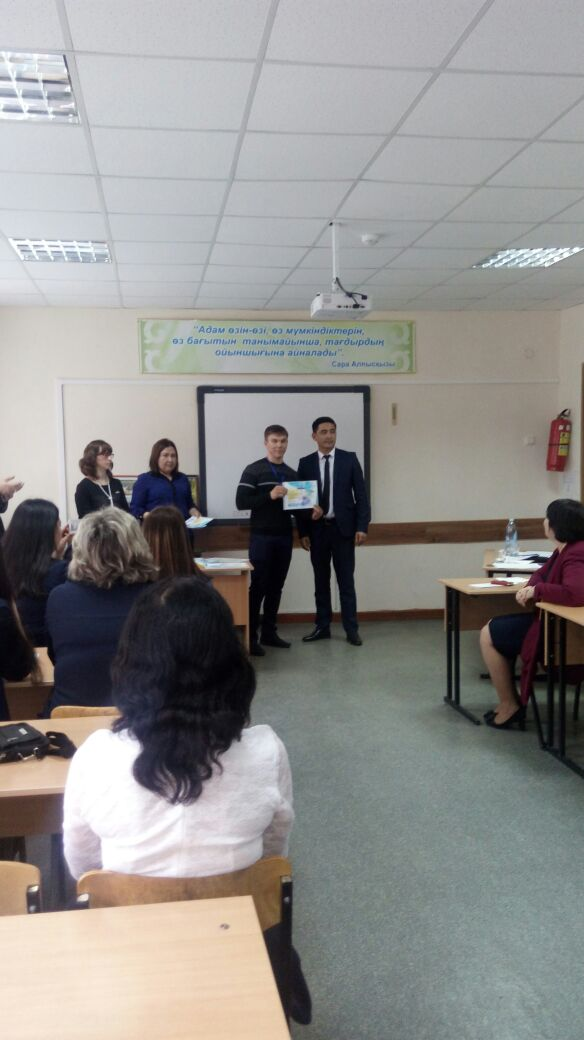 "Адам өзін-өзі, өз мүмкіндіктерін,
өз бағытын танымайынша, тағдырдың
ойыншығына айналады".
Сара Алпысқызы